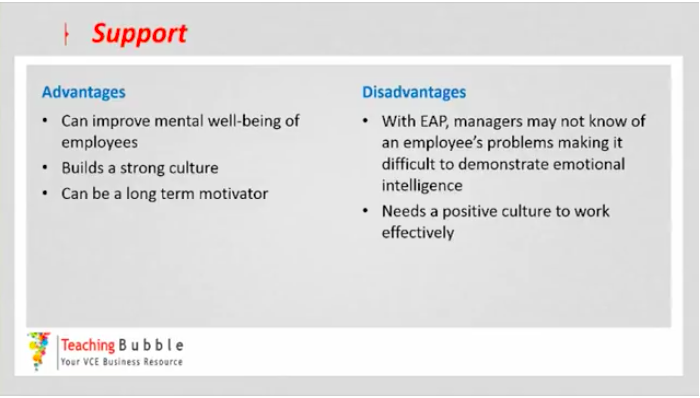 Support
Advantages
• Can improve mental well-being of
employees
• Builds a strong culture
• Can be a long term motivator
Disadvantages
• With EAP, managers may not know of
an employee's problems making it
difficult to demonstrate emotional
intelligence
• Needs a positive culture to work
effectively
Teaching Bubble
Your VCE Business Resource